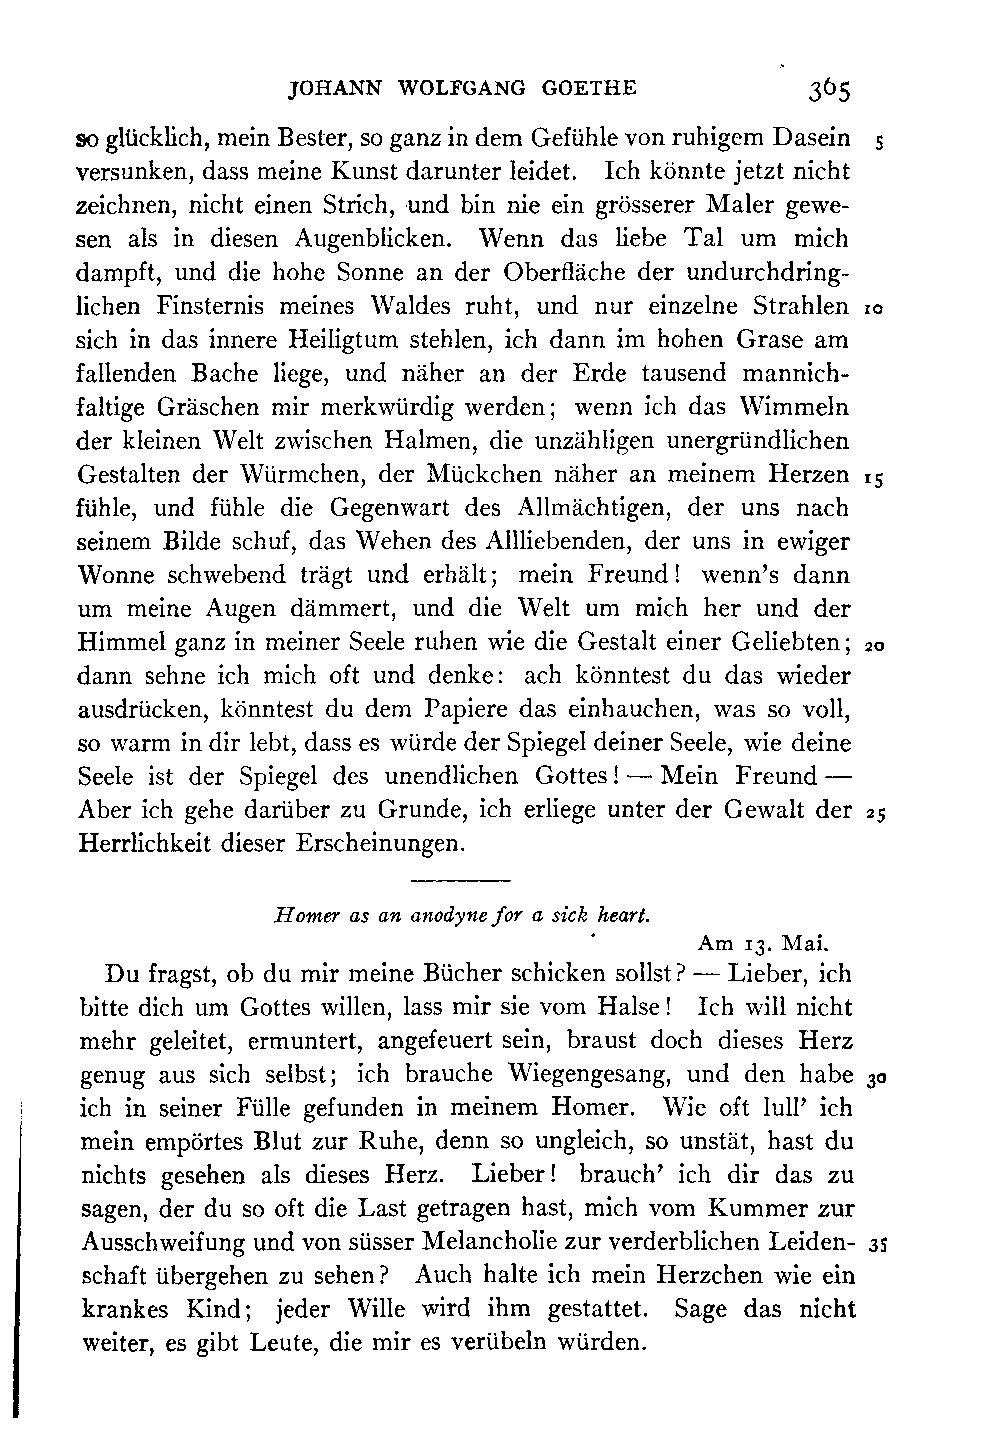 JOHANN WOLFGANG GOETHE 365
so glücklich, mein Bester, so ganz in dem Gefühle von ruhigem Dasein 5
versunken, dass meine Kunst darunter leidet. Ich könnte jetzt nicht
zeichnen, nicht einen Strich, und bin nie ein grösserer Maler gewe-
sen als in diesen Augenblicken. Wenn das liebe Tal um mich
dampft, und die hohe Sonne an der Oberfläche der undurchdring-
lichen Finsternis meines Waldes ruht, und nur einzelne Strahlen 10
sich in das innere Heiligtum stehlen, ich dann im hohen Grase am
fallenden Bache liege, und näher an der Erde tausend mannich-
faltige Gräschen mir merkwürdig werden; wenn ich das Wimmeln
der kleinen Welt zwischen Halmen, die unzähligen unergründlichen
Gestalten der Würmchen, der Mückchen näher an meinem Herzen 15
fühle, und fühle die Gegenwart des Allmächtigen, der uns nach
seinem Bilde schuf, das Wehen des Allliebenden, der uns in ewiger
Wonne schwebend trägt und erhält; mein Freund! wenn's dann
um meine Augen dämmert, und die Welt um mich her und der
Himmel ganz in meiner Seele ruhen wie die Gestalt einer Geliebten; 20
dann sehne ich mich oft und denke: ach könntest du das wieder
ausdrücken, könntest du dem Papiere das einhauchen, was so voll,
so warm in dir lebt, dass es würde der Spiegel deiner Seele, wie deine
Seele ist der Spiegel des unendlichen Gottes! — Mein Freund —
Aber ich gehe darüber zu Grunde, ich erliege unter der Gewalt der 25
Herrlichkeit dieser Erscheinungen.
Homer as an anodyne for a sick heart.
Am 13. Mai.
Du fragst, ob du mir meine Bücher schicken sollst? — Lieber, ich
bitte dich um Gottes willen, lass mir sie vom Halse! Ich will nicht
mehr geleitet, ermuntert, angefeuert sein, braust doch dieses Herz
genug aus sich selbst; ich brauche Wiegengesang, und den habe 30
ich in seiner Fülle gefunden in meinem Homer. Wie oft lull' ich
mein empörtes Blut zur Ruhe, denn so ungleich, so unstät, hast du
nichts gesehen als dieses Herz. Lieber! brauch' ich dir das zu
sagen, der du so oft die Last getragen hast, mich vom Kummer zur
Ausschweifung und von süsser Melancholie zur verderblichen Leiden- 35
schaft übergehen zu sehen? Auch halte ich mein Herzchen wie ein
krankes Kind; jeder Wille wird ihm gestattet. Sage das nicht
weiter, es gibt Leute, die mir es verübeln würden.